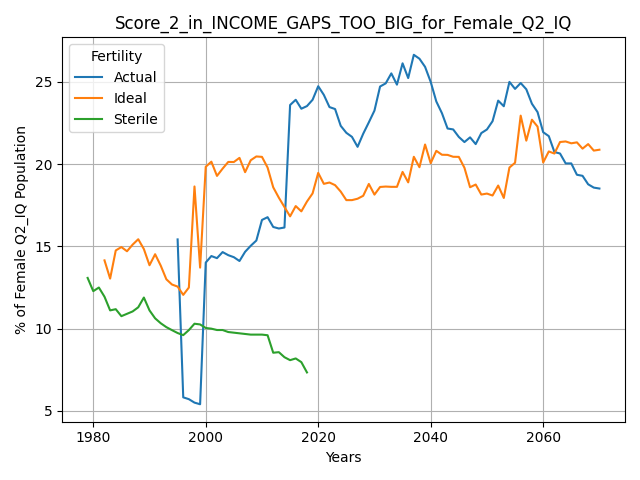 Score_2_in_INCOME_GAPS_TOO_BIG_for_Female_Q2_IQ
Fertility
Actual
Ideal
Sterile
% of Female Q2_IQ Population
25
20
15
10
5
1980
2000
2020
2040
2060
Years